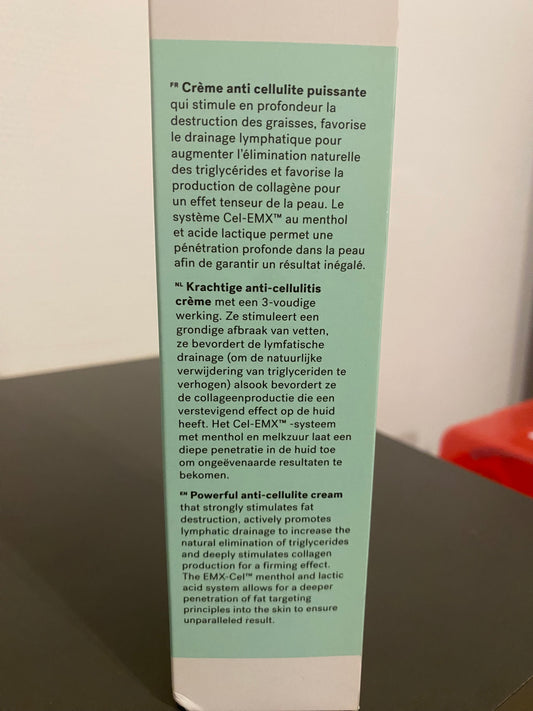 FR Crème anti cellulite puissante
qui stimule en profondeur la
destruction des graisses, favorise
le drainage lymphatique pour
augmenter l'élimination naturelle
des triglycérides et favorise la
production de collagène pour
un effet tenseur de la peau. Le
système Cel-EMX™ au menthol
et acide lactique permet une
pénétration profonde dans la peau
afin de garantir un résultat inégalé.
NL Krachtige anti-cellulitis
crème met een 3-voudige
werking. Ze stimuleert een
grondige afbraak van vetten,
ze bevordert de lymfatische
drainage (om de natuurlijke
verwijdering van triglyceriden te
verhogen) alsook bevordert ze
de collageenproductie die een
verstevigend effect op de huid
heeft. Het Cel-EMX™ -systeem
met menthol en melkzuur laat een
diepe penetratie in de huid toe
om ongeëvenaarde resultaten te
bekomen.
EN Powerful anti-cellulite cream
that strongly stimulates fat
destruction, actively promotes
lymphatic drainage to increase the
natural elimination of triglycerides
and deeply stimulates collagen
production for a firming effect.
The EMX-Cel™ menthol and lactic
acid system allows for a deeper
penetration of fat targeting
principles into the skin to ensure
unparalleled result.